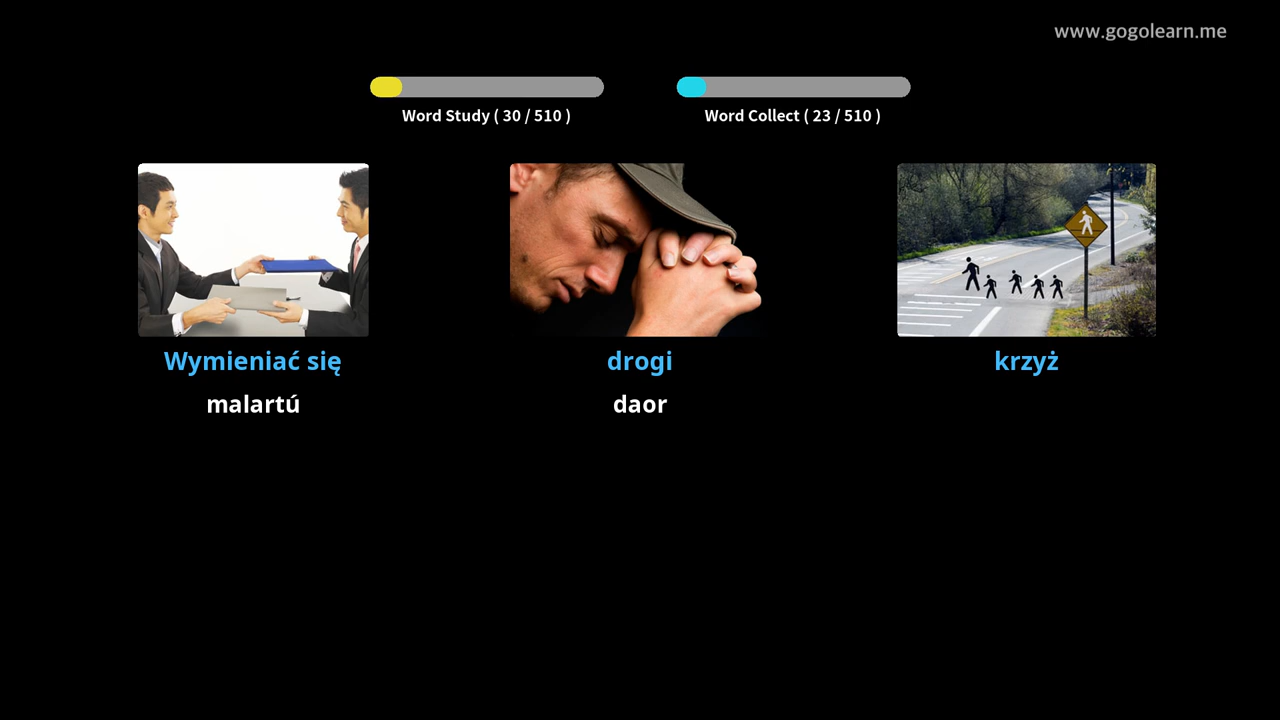 www.gogolearn.me
Word Study ( 30 / 510 )
Word Collect ( 23 / 510 )
Wymieniać się
drogi
krzyż
malartú
daor